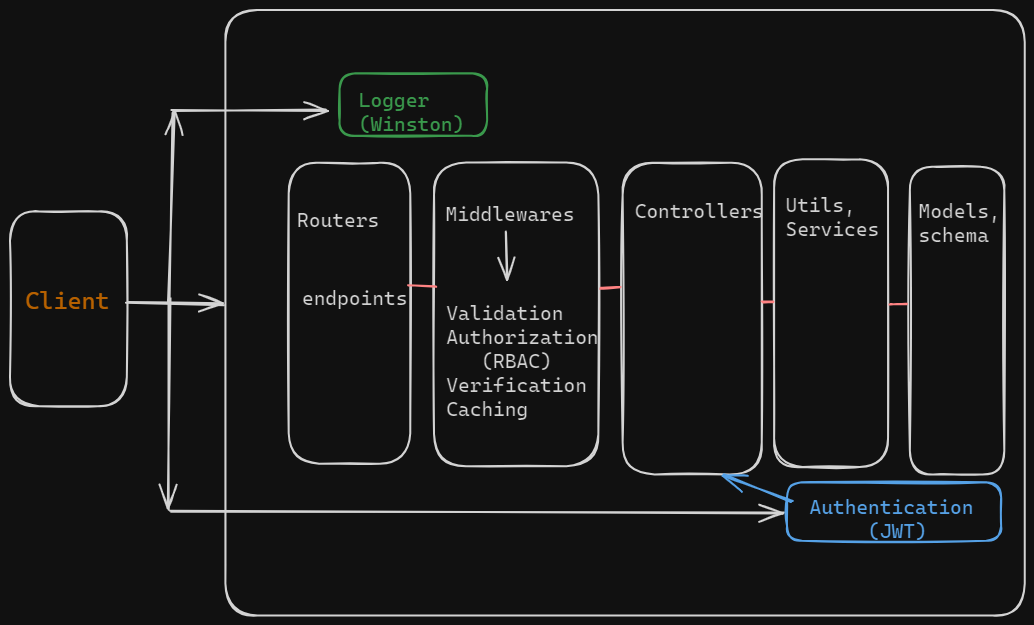 Client
Logger
(Winston)
Routers
endpoints
Middlewares
Validation
Authorization
(RBAC)
Verification
Caching
Controllers
Utils,
Services
Models,
schema
Authentication
(JWT)